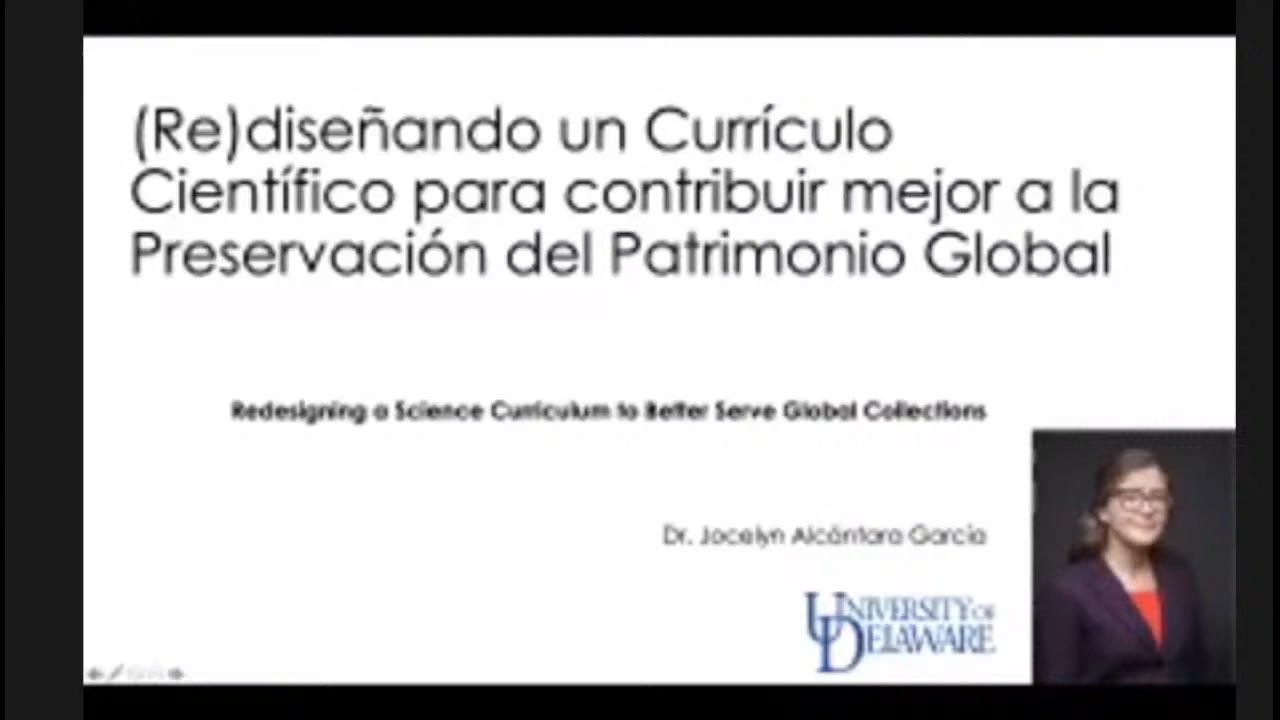 (Re)diseñando un Currículo
Científico para contribuir mejor a la
Preservación del Patrimonio Global
Redesigning a Science Curriculum to Better Serve Global Collections
Dr. Jocelyn Alcántara García
UNIVERSITY OF
DELAWARE